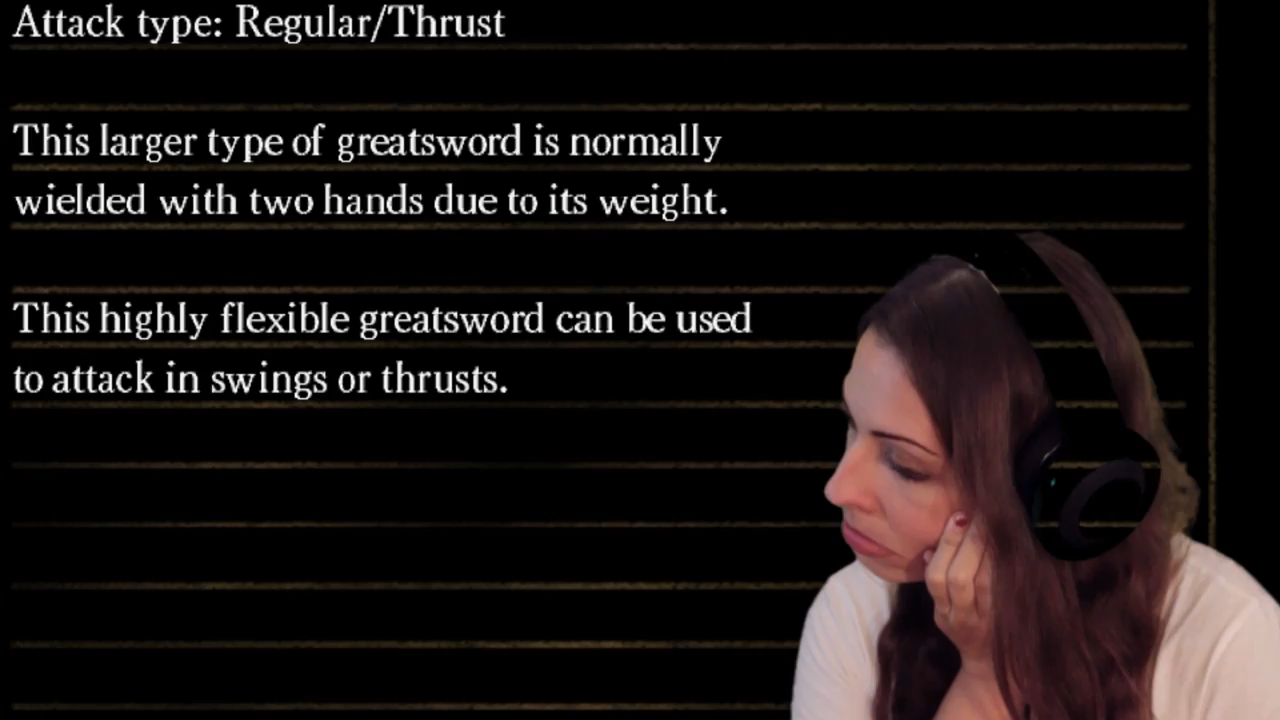 Attack type: Regular/Thrust
This larger type of greatsword is normally
wielded with two hands due to its weight.
This highly flexible greatsword can be used
to attack in swings or thrusts.